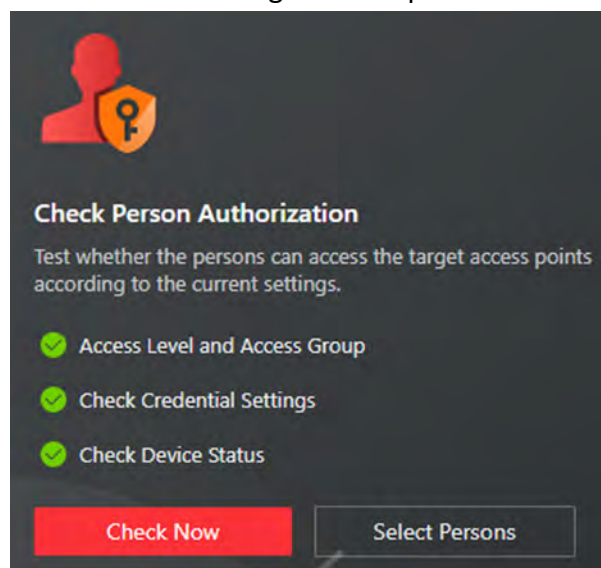 Check Person Authorization
Test whether the persons can access the target access points
according to the current settings.
Access Level and Access Group
Check Credential Settings
Check Device Status
Check Now
Select Persons